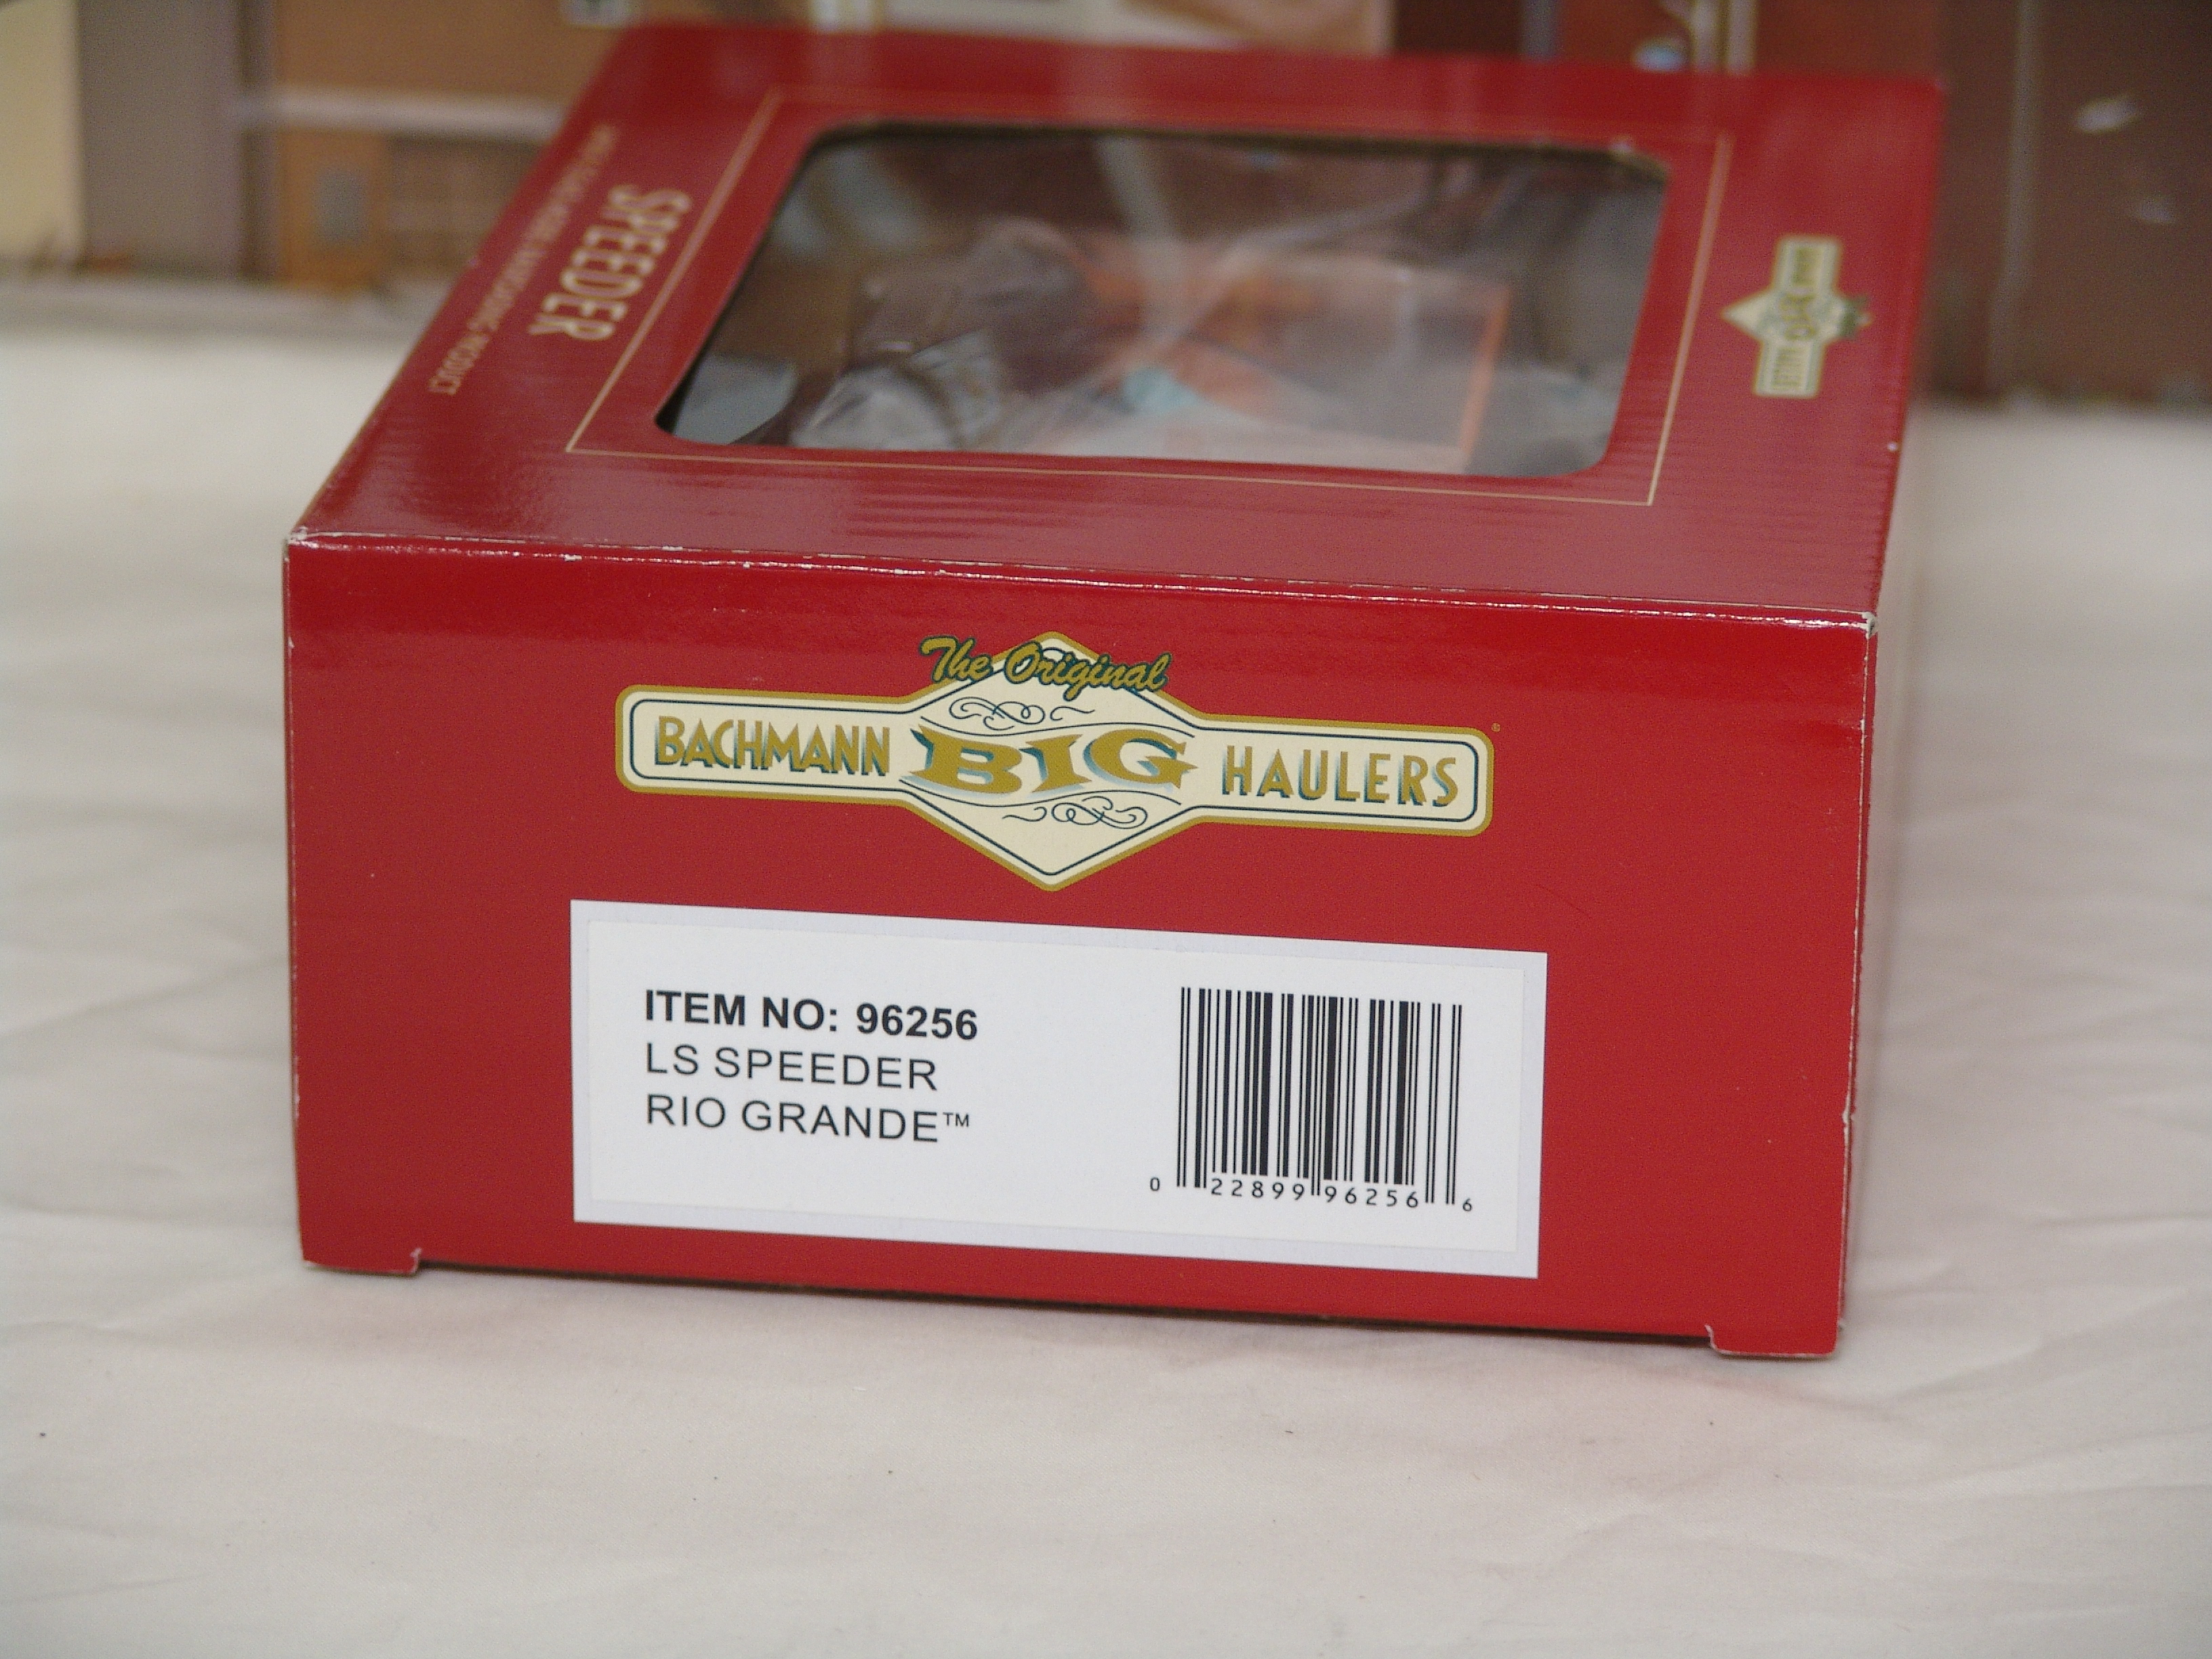 SPEEDER
The Original
BACHMANN BIG HAULERS
ITEM NO: 96256
LS SPEEDER
RIO GRANDE™
0 22899 96256 6